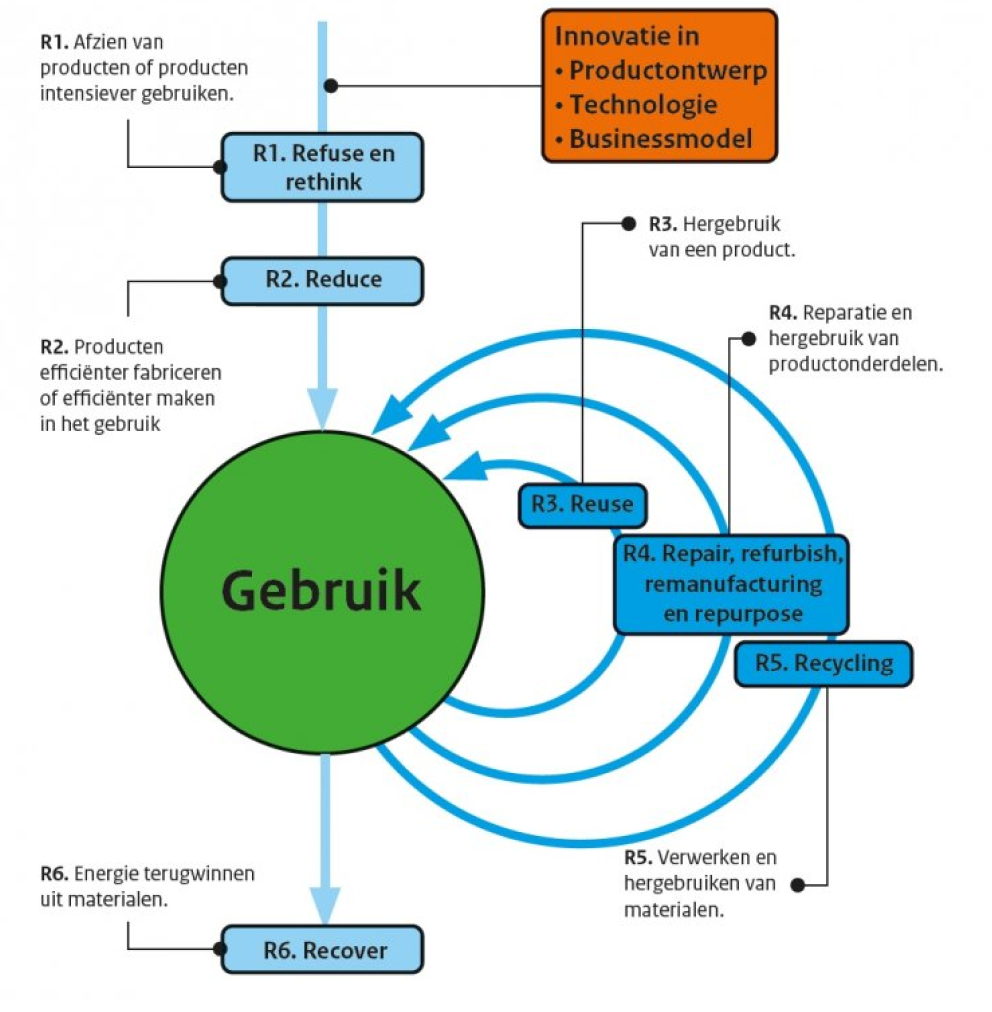 R1. Afzien van
producten of producten
intensiever gebruiken.
Innovatie in
• Productontwerp
• Technologie
• Businessmodel
R1. Refuse en
rethink
R3. Hergebruik
van een product.
R2. Reduce
R4. Reparatie en
hergebruik van
productonderdelen.
R2. Producten
efficiënter fabriceren
of efficiënter maken
in het gebruik
R3. Reuse
R4. Repair, refurbish,
remanufacturing
en repurpose
Gebruik
R5. Recycling
R5. Verwerken en
hergebruiken van
materialen.
R6. Energie terugwinnen
uit materialen.
R6. Recover